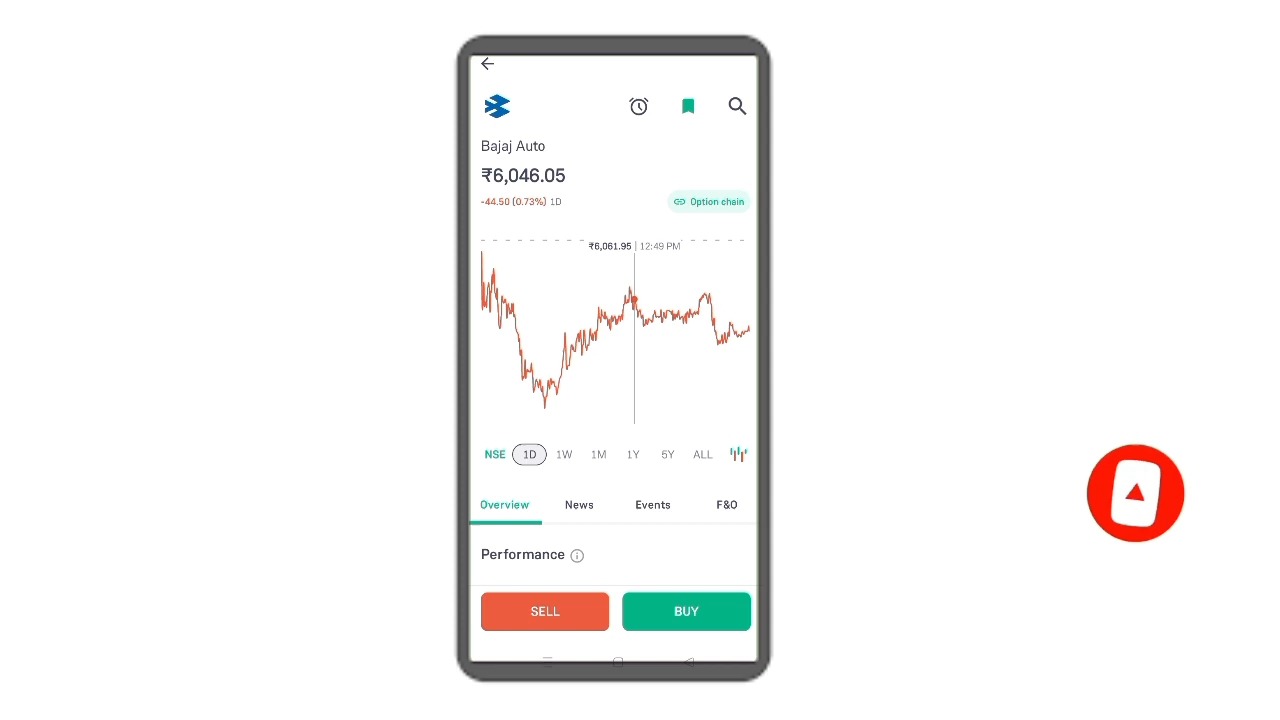 Bajaj Auto
₹6,046.05
-44.50 (0.73%) 1D
Option chain
₹6,061.95 | 12:49 PM
NSE 1D 1W 1M 1Y 5Y ALL
Overview News Events F&O
Performance
SELL BUY